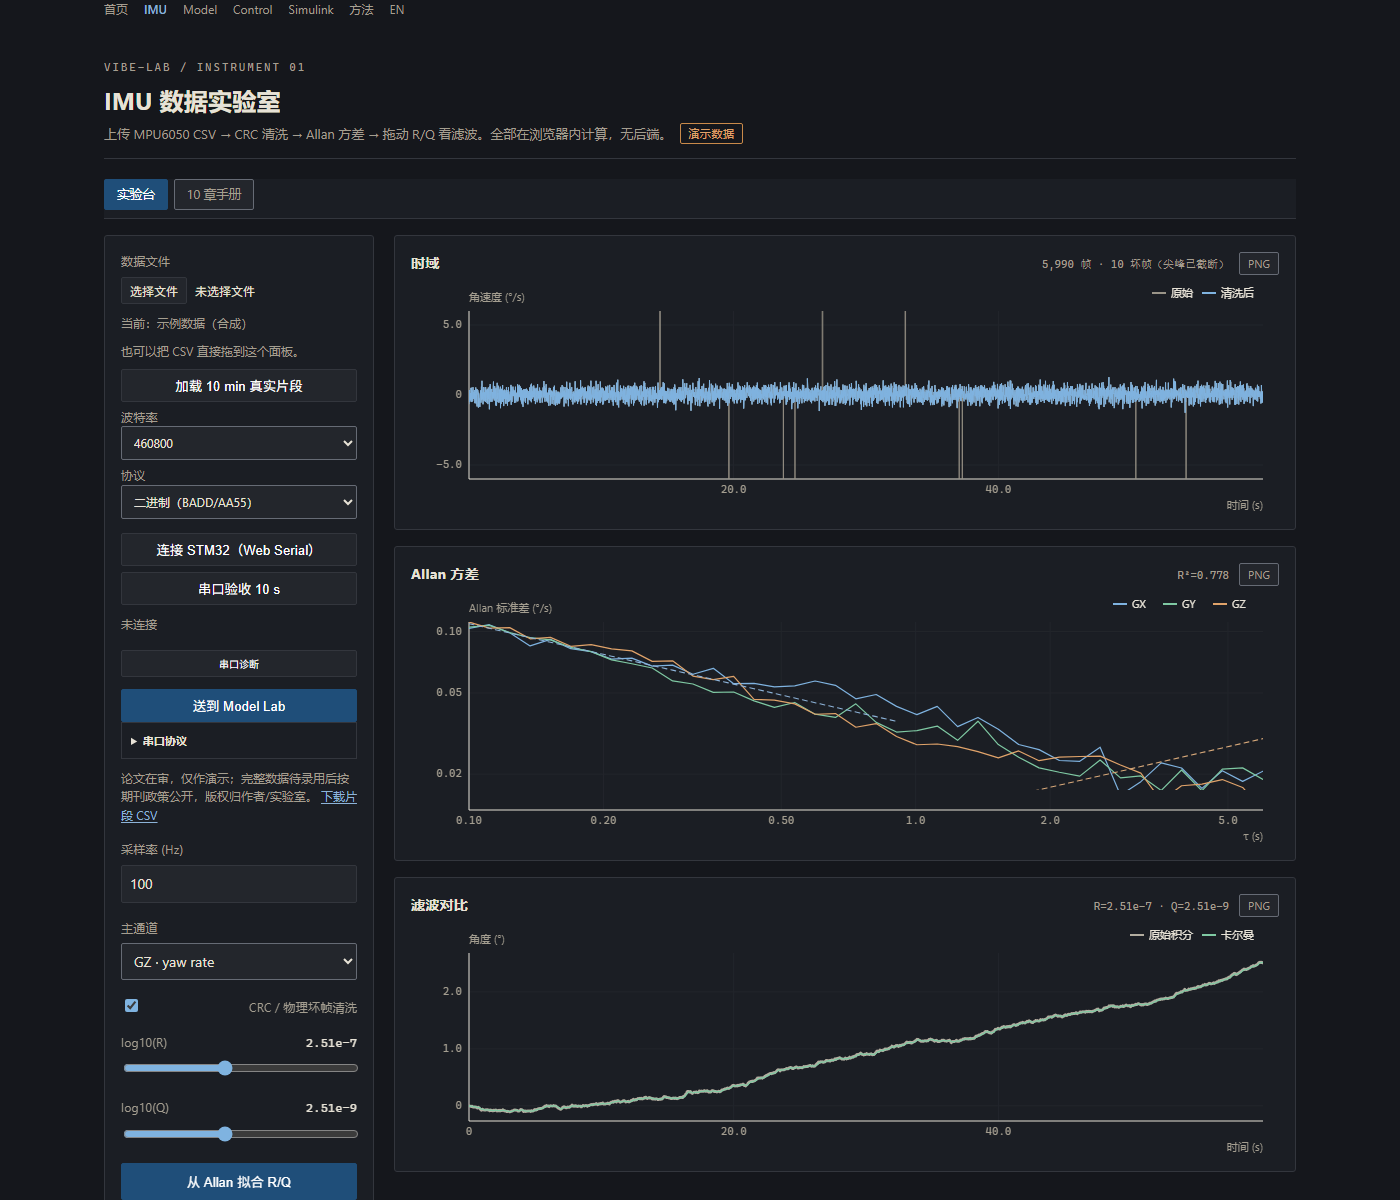 首页 IMU Model Control Simulink 方法 EN
VIBE-LAB / INSTRUMENT 01
IMU 数据实验室
上传 MPU6050 CSV → CRC 清洗 → Allan 方差 → 拖动 R/Q 看滤波。全部在浏览器内计算，无后端。 演示数据
实验台 10 章手册
数据文件
选择文件 未选择文件
当前：示例数据（合成）
也可以把 CSV 直接拖到这个面板。
加载 10 min 真实片段
波特率
460800
协议
二进制（BADD/AA55）
连接 STM32（Web Serial）
串口验收 10 s
未连接
串口诊断
送到 Model Lab
▶ 串口协议
论文在审，仅作演示；完整数据待录用后按
期刊政策公开，版权归作者/实验室。 下载片
段 CSV
采样率 (Hz)
100
主通道
GZ · yaw rate
CRC / 物理坏帧清洗
log10(R) 2.51e-7
log10(Q) 2.51e-9
从 Allan 拟合 R/Q
时域
5,990 帧 · 10 坏帧（尖峰已截断） PNG
角速度 (°/s)
原始 清洗后
5.0
0
−5.0
20.0 40.0
时间 (s)
Allan 方差
R²=0.778 PNG
Allan 标准差 (°/s)
GX GY GZ
0.10
0.05
0.02
0.10 0.20 0.50 1.0 2.0 5.0
τ (s)
滤波对比
R=2.51e-7 · Q=2.51e-9 PNG
角度 (°)
原始积分 卡尔曼
2.0
1.0
0
0 20.0 40.0
时间 (s)